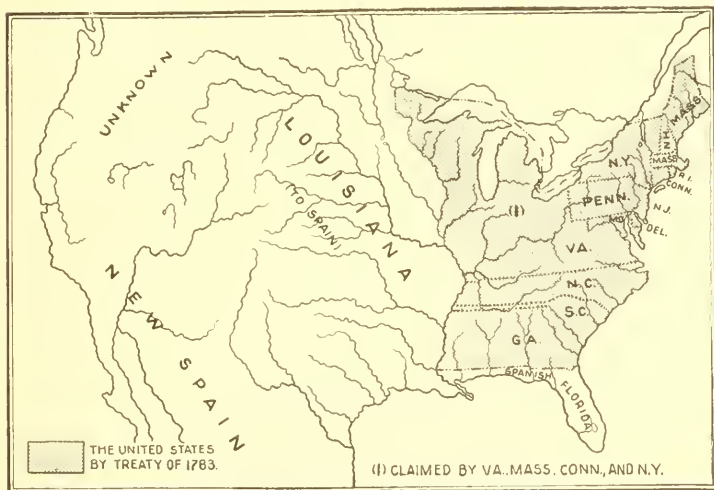 UNKNOWN
LOUISIANA
(TO SPAIN)
NEW SPAIN
MASS.
N.H.
N.Y.
MASS.
R.I.
CONN.
PENN.
N.J.
MD.
DEL.
(1)
VA.
N.C.
S.C.
GA.
SPANISH
FLORIDA
THE UNITED STATES
BY TREATY OF 1783.
(1) CLAIMED BY VA., MASS. CONN., AND N.Y.